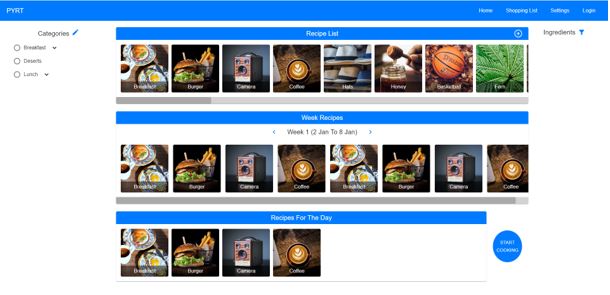 PYRT
Home Shopping List Settings Login
Categories
Breakfast
Deserts
Lunch
Recipe List
Breakfast Burger Camera Coffee Hats Honey Basketball Fern
Ingredients
Week Recipes
Week 1 (2 Jan To 8 Jan)
Breakfast Burger Camera Coffee Breakfast Burger Camera Coffee
Recipes For The Day
Breakfast Burger Camera Coffee
START
COOKING